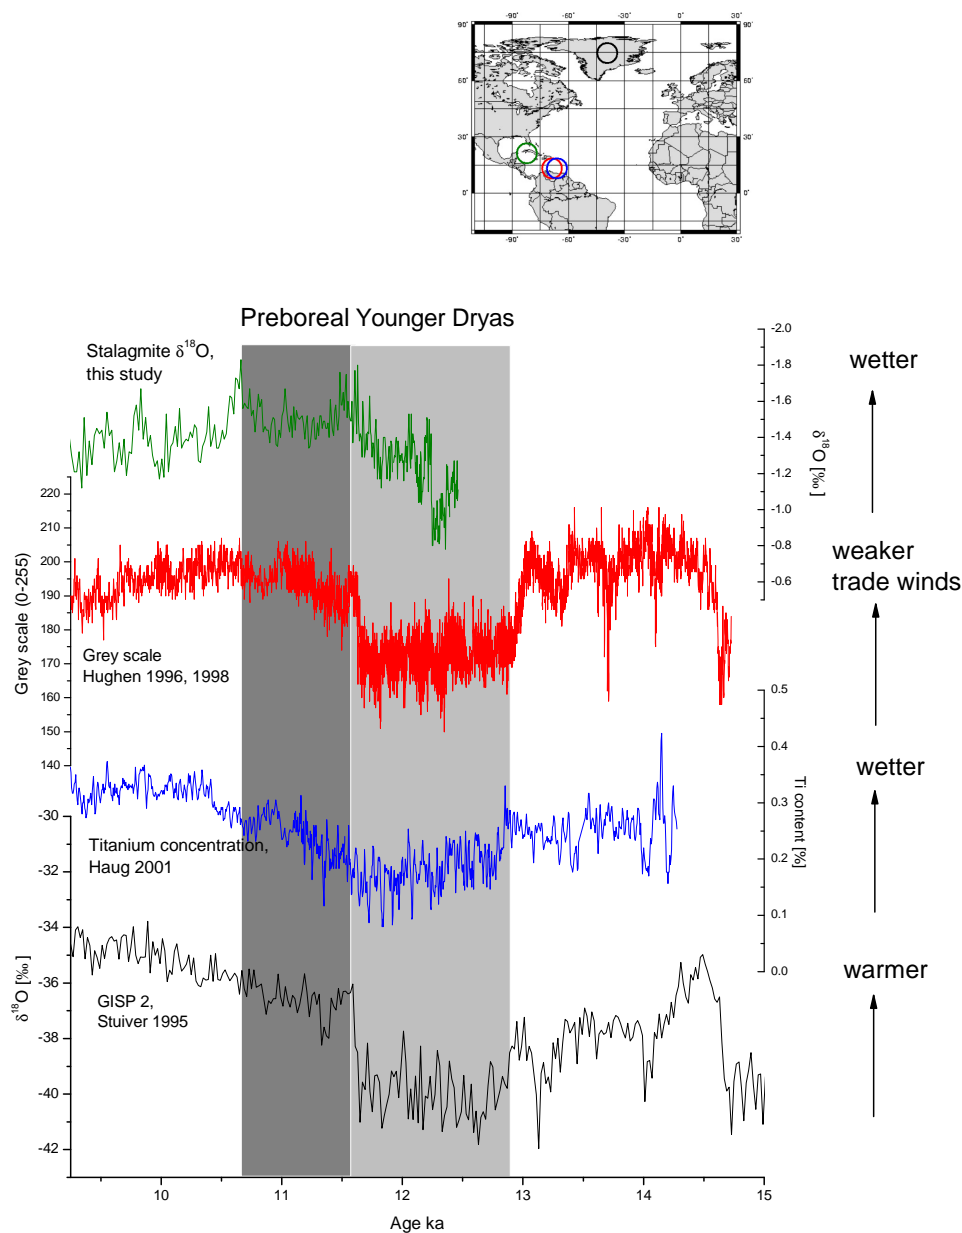 90˚
60˚
30˚
0˚
-90˚ -60˚ -30˚ 0˚ 30˚
90˚
60˚
30˚
0˚
-90˚ -60˚ -30˚ 0˚ 30˚
Preboreal Younger Dryas
Stalagmite δ18O,
this study
-2.0
-1.8
-1.6
-1.4
-1.2
-1.0
-0.8
-0.6
δ18O [‰]
wetter
220
210
200
190
180
170
160
150
140
Grey scale (0-255)
Grey scale
Hughen 1996, 1998
weaker
trade winds
0.5
0.4
0.3
0.2
0.1
0.0
Ti content [%]
wetter
Titanium concentration,
Haug 2001
-30
-32
-34
-36
-38
-40
-42
δ18O [‰]
GISP 2,
Stuiver 1995
warmer
10 11 12 13 14 15
Age ka